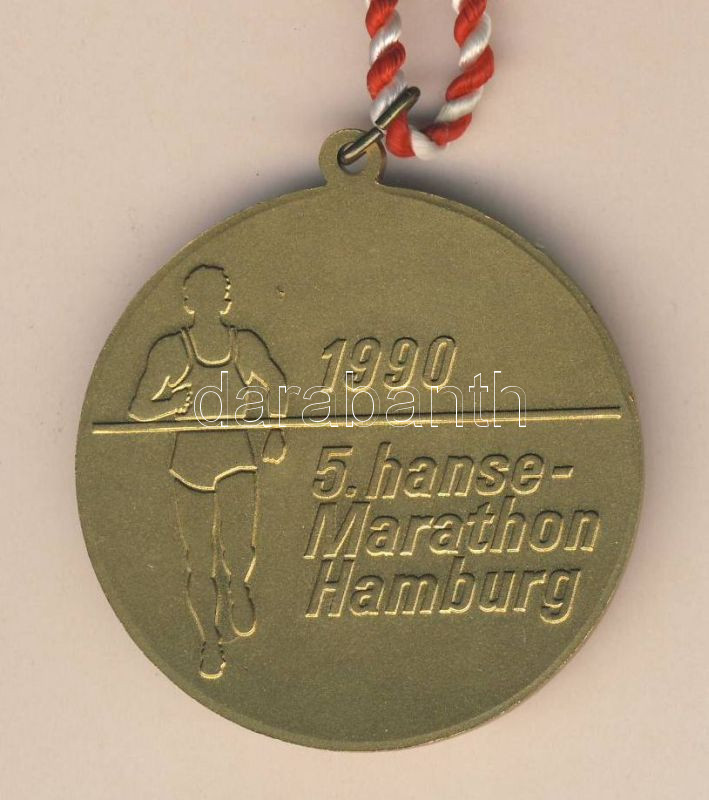 1990
darabanth
5. hanse-
Marathon
Hamburg